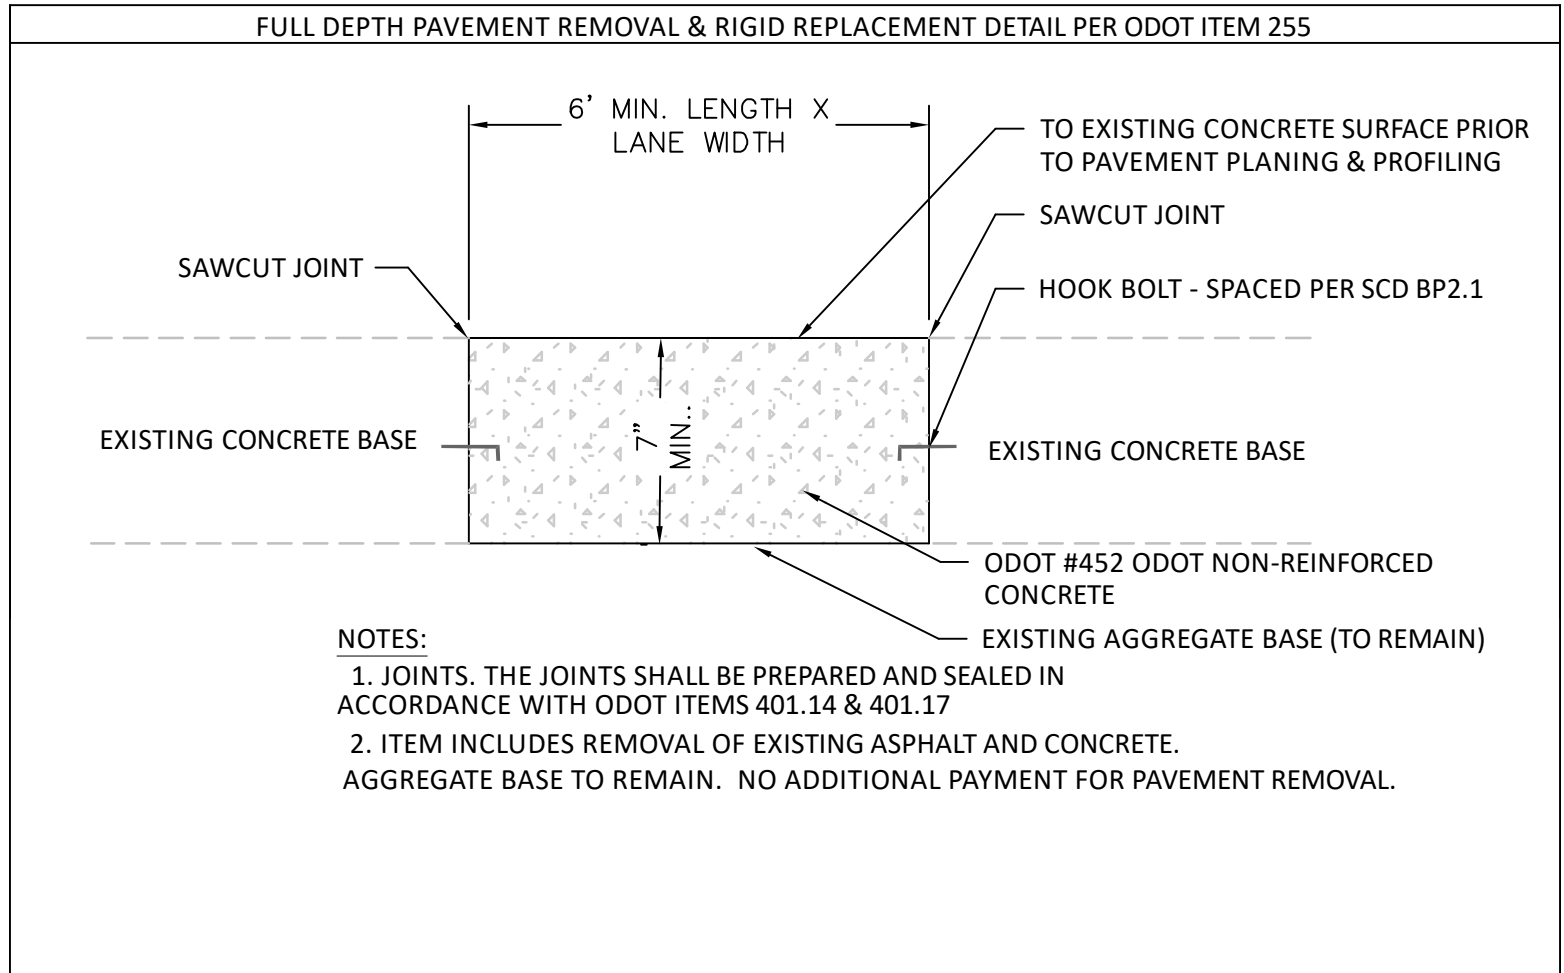 FULL DEPTH PAVEMENT REMOVAL & RIGID REPLACEMENT DETAIL PER ODOT ITEM 255
6' MIN. LENGTH X
LANE WIDTH
TO EXISTING CONCRETE SURFACE PRIOR
TO PAVEMENT PLANING & PROFILING
SAWCUT JOINT
SAWCUT JOINT
HOOK BOLT - SPACED PER SCD BP2.1
EXISTING CONCRETE BASE
7"
MIN..
EXISTING CONCRETE BASE
ODOT #452 ODOT NON-REINFORCED
CONCRETE
EXISTING AGGREGATE BASE (TO REMAIN)
NOTES:
1. JOINTS. THE JOINTS SHALL BE PREPARED AND SEALED IN
ACCORDANCE WITH ODOT ITEMS 401.14 & 401.17
2. ITEM INCLUDES REMOVAL OF EXISTING ASPHALT AND CONCRETE.
AGGREGATE BASE TO REMAIN. NO ADDITIONAL PAYMENT FOR PAVEMENT REMOVAL.